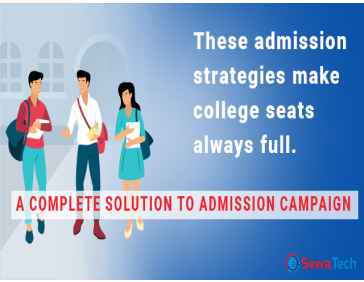 These admission
strategies make
college seats
always full.
A COMPLETE SOLUTION TO ADMISSION CAMPAIGN
SewaTech